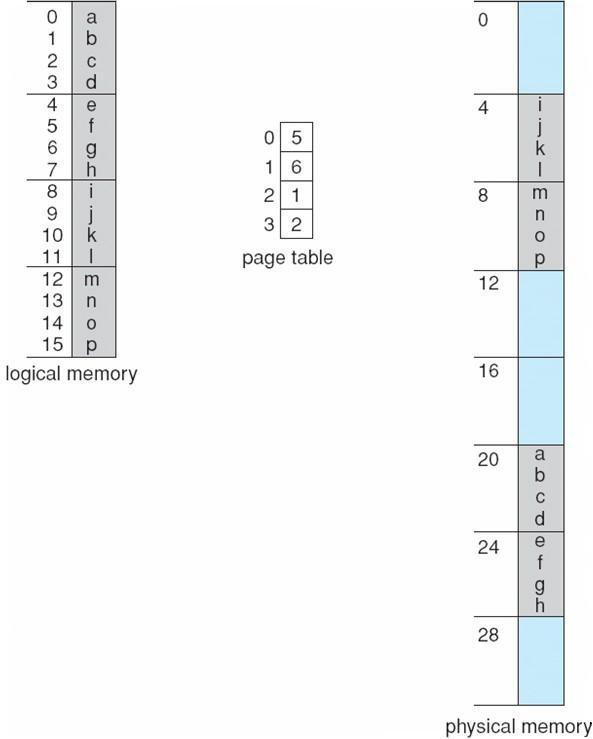 0 a
1 b
2 c
3 d
4 e
5 f
6 g
7 h
8 i
9 j
10 k
11 l
12 m
13 n
14 o
15 p
logical memory
0 5
1 6
2 1
3 2
page table
0
4 i
j
k
l
8 m
n
o
p
12
16
20 a
b
c
d
24 e
f
g
h
28
physical memory